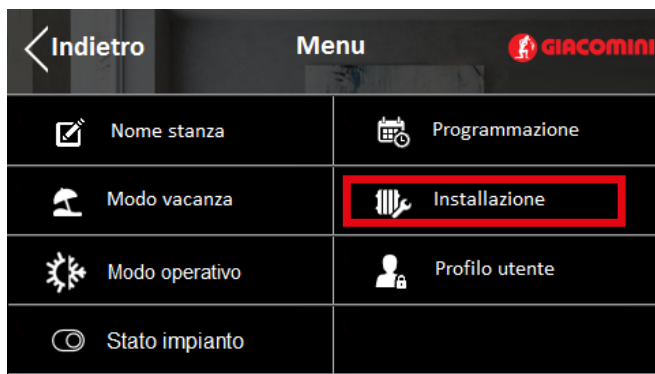 Indietro Menu GIACOMINI
Nome stanza Programmazione
Modo vacanza Installazione
Modo operativo Profilo utente
Stato impianto